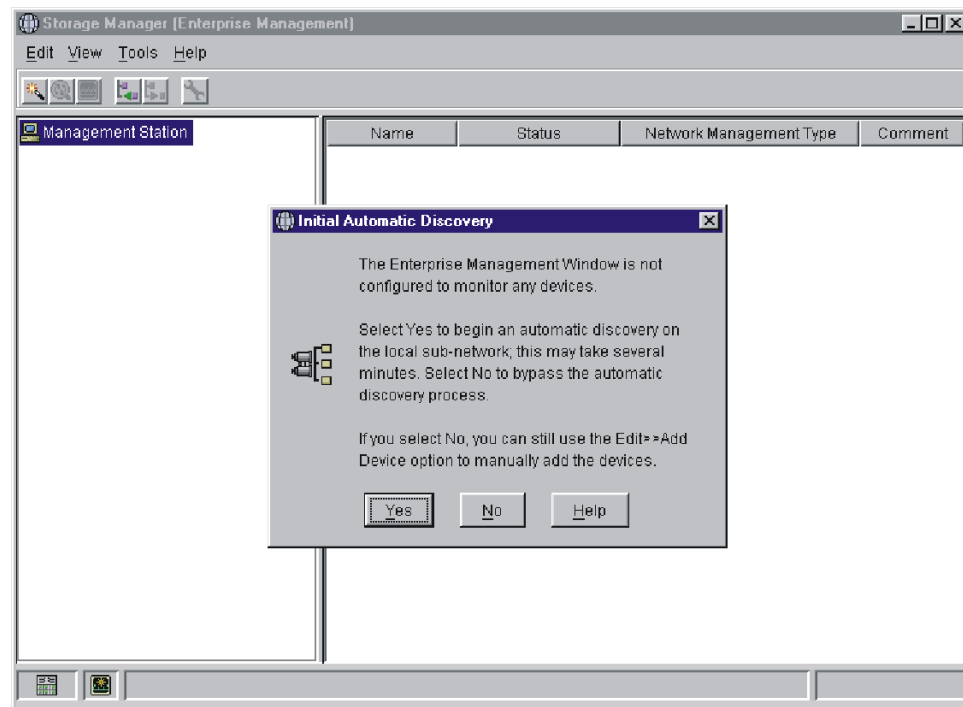 Storage Manager (Enterprise Management)
Edit View Tools Help
Management Station
Name Status Network Management Type Comment
Initial Automatic Discovery
The Enterprise Management Window is not
configured to monitor any devices.
Select Yes to begin an automatic discovery on
the local sub-network; this may take several
minutes. Select No to bypass the automatic
discovery process.
If you select No, you can still use the Edit>>Add
Device option to manually add the devices.
Yes No Help